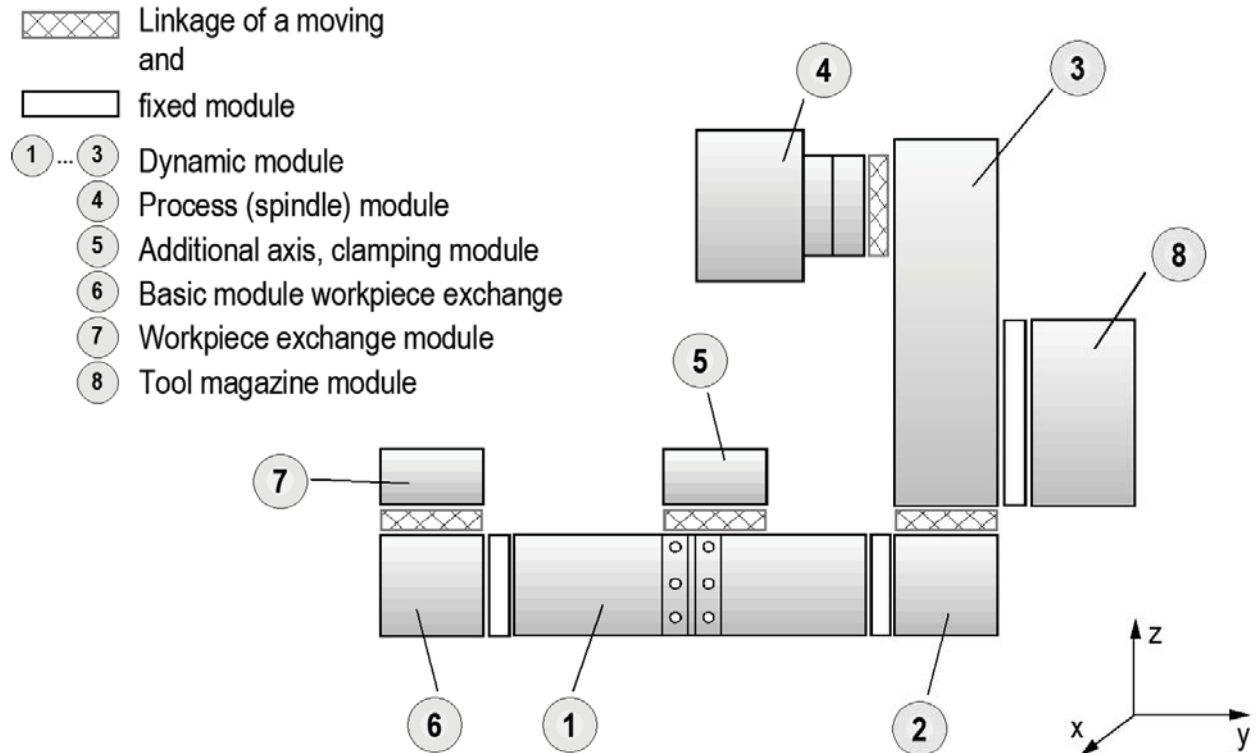 Linkage of a moving
and
fixed module
1 ... 3 Dynamic module
4 Process (spindle) module
5 Additional axis, clamping module
6 Basic module workpiece exchange
7 Workpiece exchange module
8 Tool magazine module
4
3
8
5
7
6
1
2
z
x
y